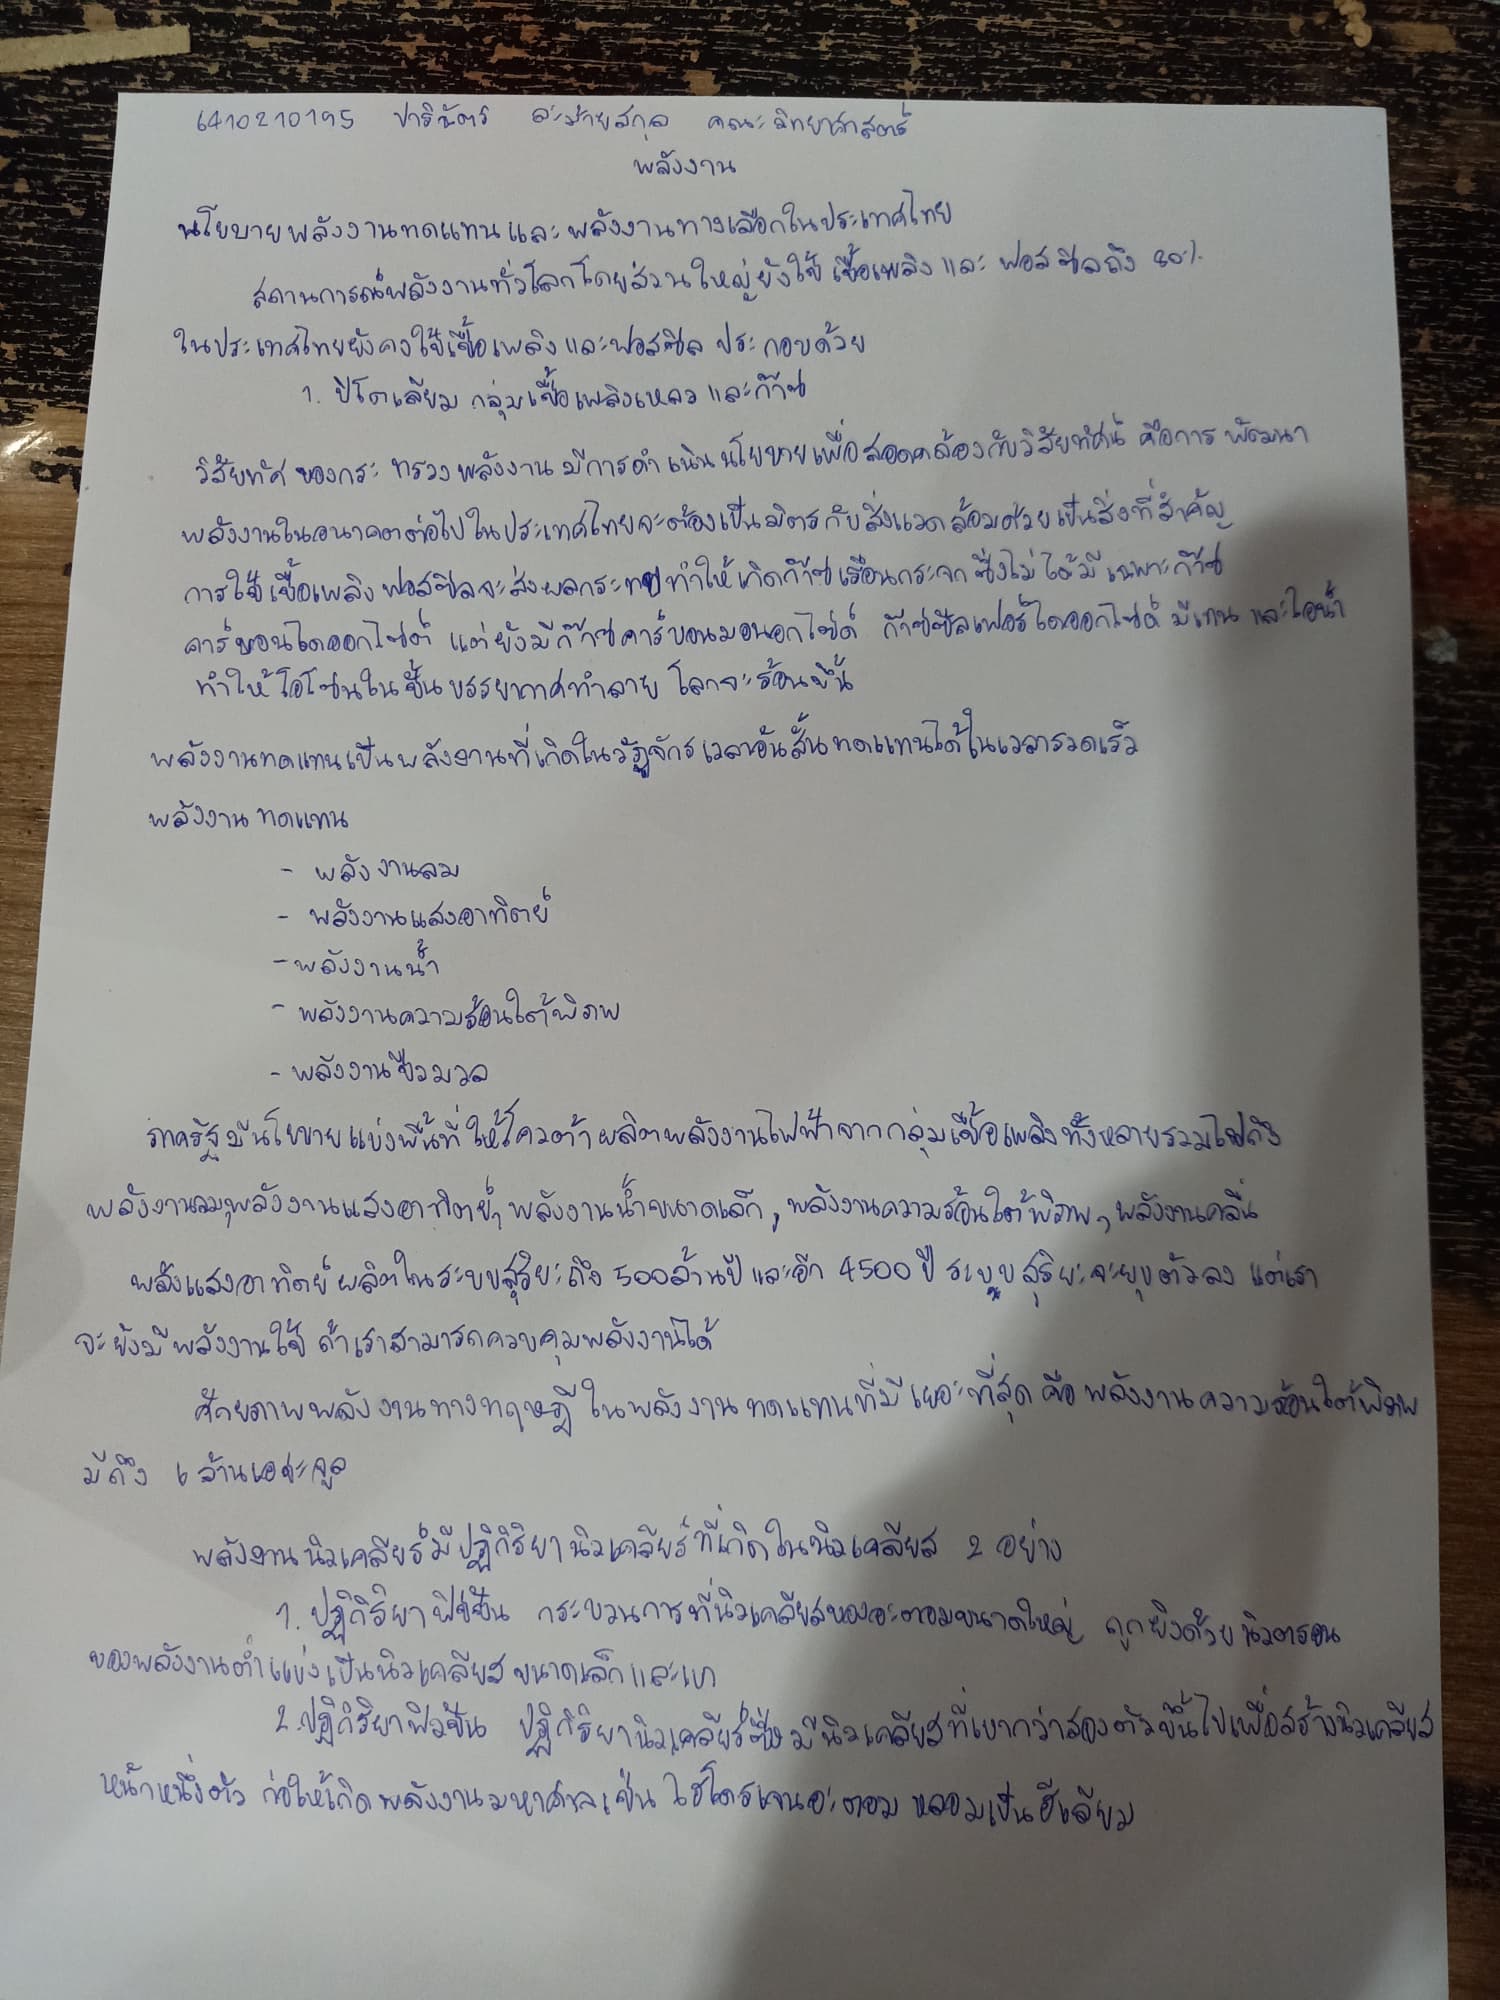 6410210195 ปาริฉัตร ล่ะม้ายสกุล คณะวิทยาศาสตร์
พลังงาน
นโยบายพลังงานทดแทน และ พลังงานทางเลือกในประเทศไทย
สถานการณ์พลังงานทั่วโลกโดยส่วนใหญ่ยังใช้ เชื้อเพลิง และ ฟอสซิลถึง 80%
ในประเทศไทยยังคงใช้เชื้อเพลิง และฟอสซิล ประกอบด้วย
1. ปิโตเลียม กลุ่มเชื้อเพลิงเหลว และก๊าซ
วิสัยทัศ ของกระทรวงพลังงาน มีการดำเนินนโยบายเพื่อสอดคล้องกับวิสัยทัศน์ คือการ พัฒนา
พลังงานในอนาคตต่อไปในประเทศไทยจะต้องเป็นมิตรกับสิ่งแวดล้อมด้วยเป็นสิ่งที่สำคัญ
การใช้เชื้อเพลิงฟอสซิลจะส่งผลกระทบทำให้เกิดก๊าซเรือนกระจก ซึ่งไม่ได้มีเฉพาะก๊าซ
คาร์บอนไดออกไซด์ แต่ยังมีก๊าซคาร์บอนมอนอกไซด์ ก๊าซซัลเฟอร์ไดออกไซด์ มีเทน และไอน้ำ
ทำให้โอโซนในชั้นบรรยากาศทำลาย โลกจะร้อนขึ้น
พลังงานทดแทนเป็นพลังงานที่เกิดในวัฏจักรเวลาอันสั้นทดแทนได้ในเวลารวดเร็ว
พลังงานทดแทน
- พลังงานลม
- พลังงานแสงอาทิตย์
- พลังงานน้ำ
- พลังงานความร้อนใต้พิภพ
- พลังงานชีวมวล
ภาครัฐมีนโยบายแบ่งพื้นที่ให้โควต้าผลิตพลังงานไฟฟ้าจากกลุ่มเชื้อเพลิงทั้งหลายรวมไปถึง
พลังงานลม,พลังงานแสงอาทิตย์, พลังงานน้ำขนาดเล็ก, พลังงานความร้อนใต้พิภพ, พลังงานคลื่น
พลังแสงอาทิตย์ผลิตในระบบสุริยะถึง 500ล้านปี และอีก 4500 ปี ระบบสุริยะจะยุบตัวลง แต่เรา
จะยังมีพลังงานใช้ ถ้าเราสามารถควบคุมพลังงานได้
ศักยภาพพลังงานทางทฤษฎี ในพลังงานทดแทนที่มีเยอะที่สุด คือ พลังงานความร้อนใต้พิภพ
มีถึง 6 ล้านเอซะจูล
พลังงานนิวเคลียร์มีปฏิกิริยานิวเคลียร์ที่เกิดในนิวเคลียส 2 อย่าง
1. ปฏิกิริยาฟิชชัน กระบวนการที่นิวเคลียสของอะตอมขนาดใหญ่ ถูกยิงด้วยนิวตรอน
ของพลังงานต่ำแบ่งเป็นนิวเคลียสขนาดเล็กและเบา
2. ปฏิกิริยาฟิวชัน ปฏิกิริยานิวเคลียร์ซึ่งมีนิวเคลียสที่เบากว่าสองตัวขึ้นไปเพื่อสร้างนิวเคลียส
หน้าหนึ่งตัว ก่อให้เกิดพลังงานมหาศาลเช่น ไฮโดรเจนอะตอม หลอมเป็นฮีเลียม